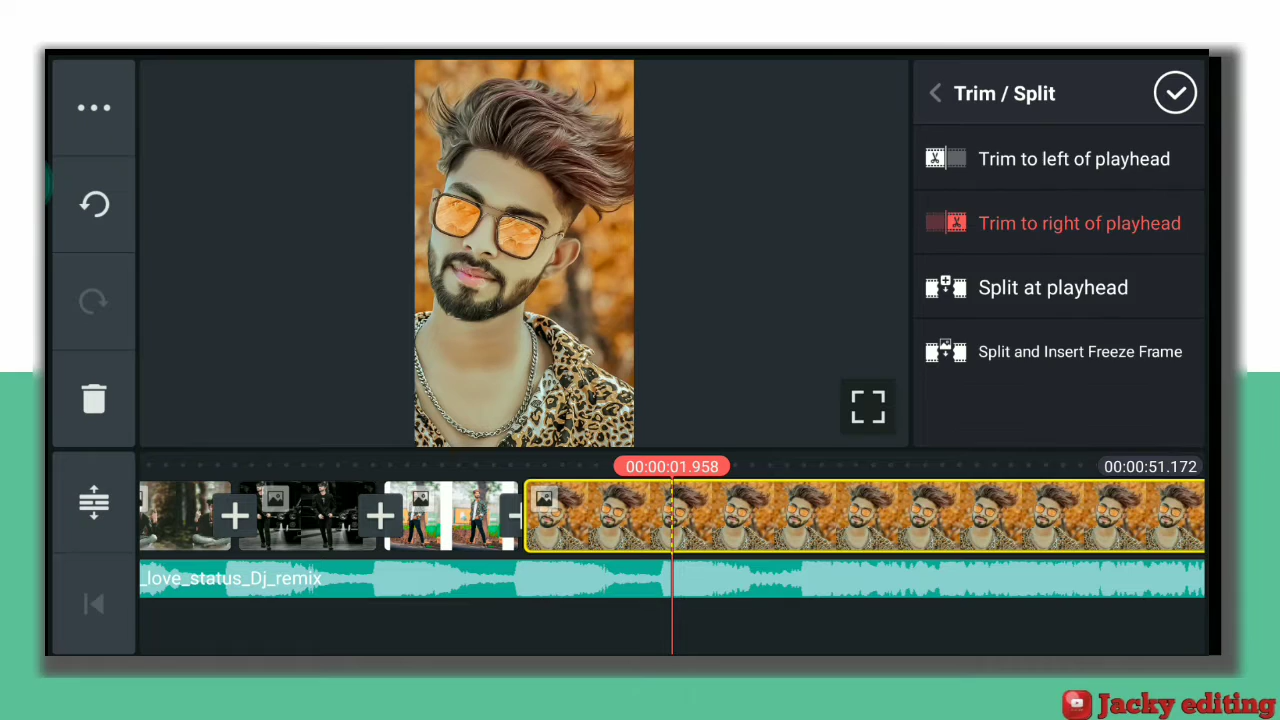 Trim / Split
Trim to left of playhead
Trim to right of playhead
Split at playhead
Split and Insert Freeze Frame
00:00:01.958
00:00:51.172
_love_status_Dj_remix
Jacky editing